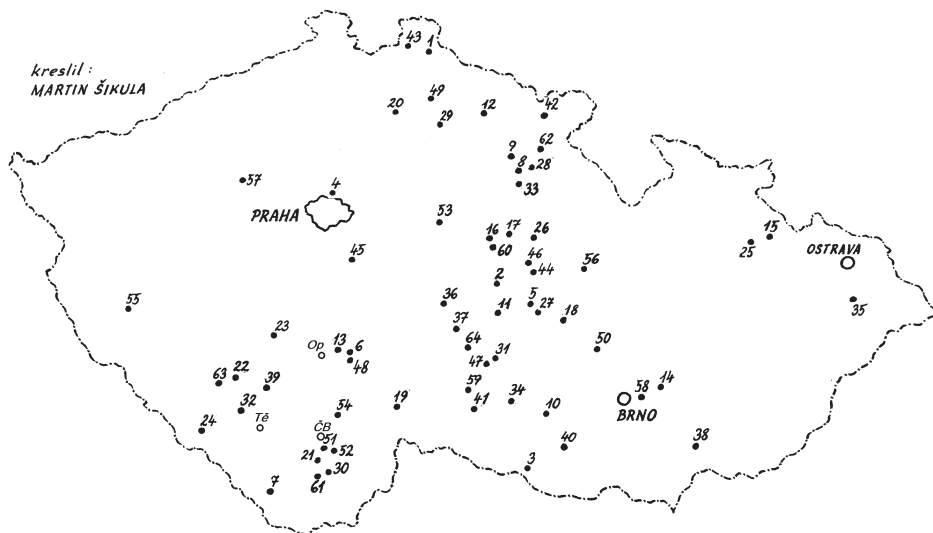 43 1
kreslil :
MARTIN ŠIKULA
49
20 12 42
29
62
9
8 28
57 4 33
PRAHA
53
16 17 26 15
60 25 OSTRAVA
45 46
44 56
2
55 36 5 35
11 27
18
37
23
13 6 64
Op 48 31 50
47
22
63 39 59 14
58
32 34
19 41 10 BRNO
54
Tě
24 ČB
51
52 40 38
21
30 3
7 61